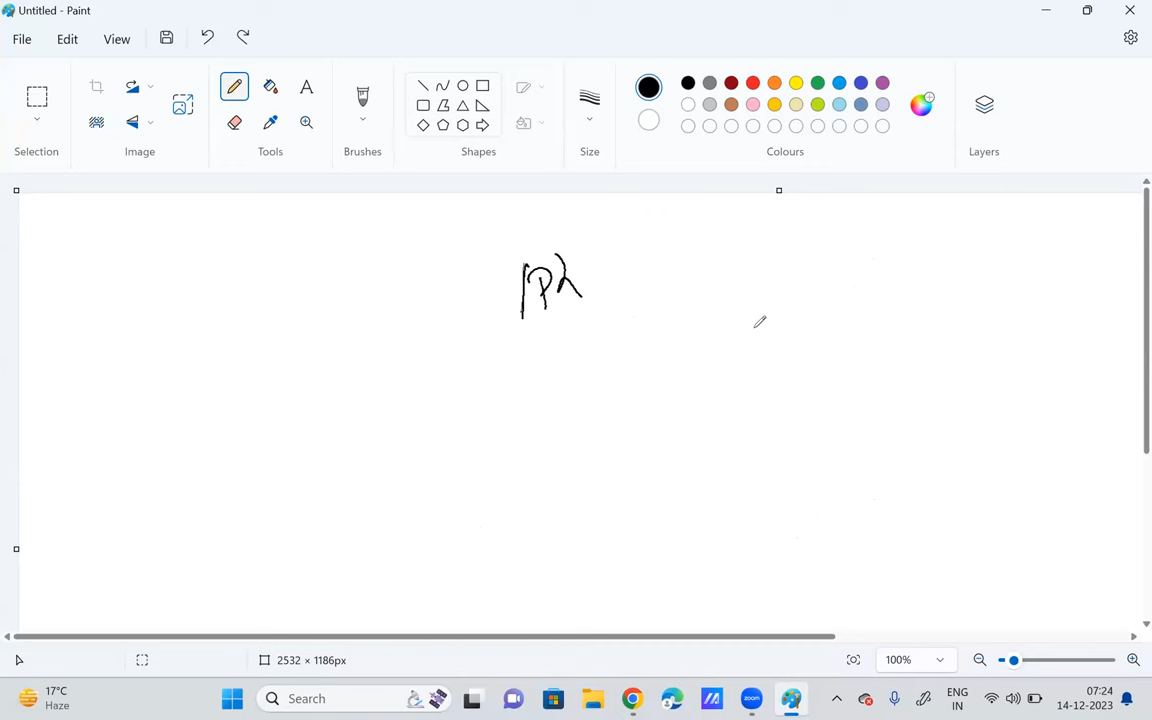 Untitled - Paint
File Edit View
Selection Image Tools Brushes Shapes Size Colours Layers
2532 × 1186px 100%
17°C
Haze
Search
ENG
IN
07:24
14-12-2023